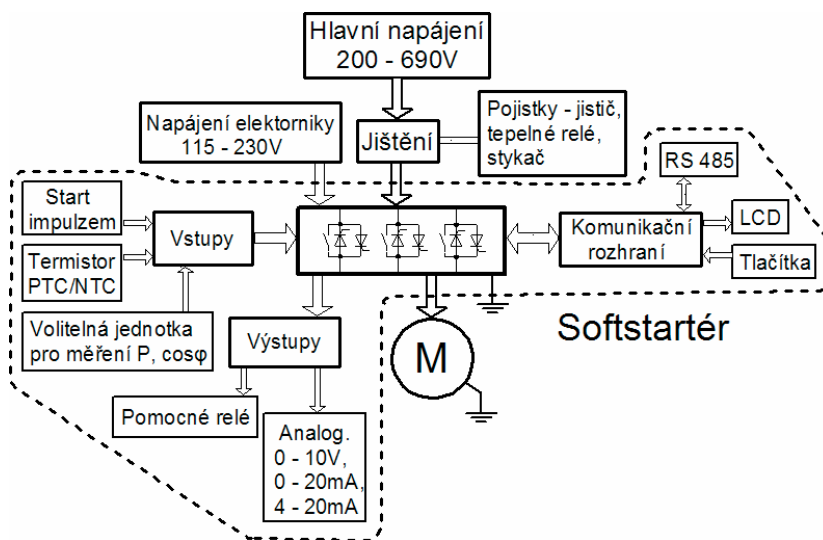 Hlavní napájení
200 - 690V
Napájení elektorniky
115 - 230V
Jištění
Pojistky - jistič,
tepelné relé,
stykač
RS 485
Start
impulzem
Vstupy
Komunikační
rozhraní
LCD
Termistor
PTC/NTC
Tlačítka
Volitelná jednotka
pro měření P, cosφ
Výstupy
M
Softstartér
Pomocné relé
Analog.
0 - 10V,
0 - 20mA,
4 - 20mA